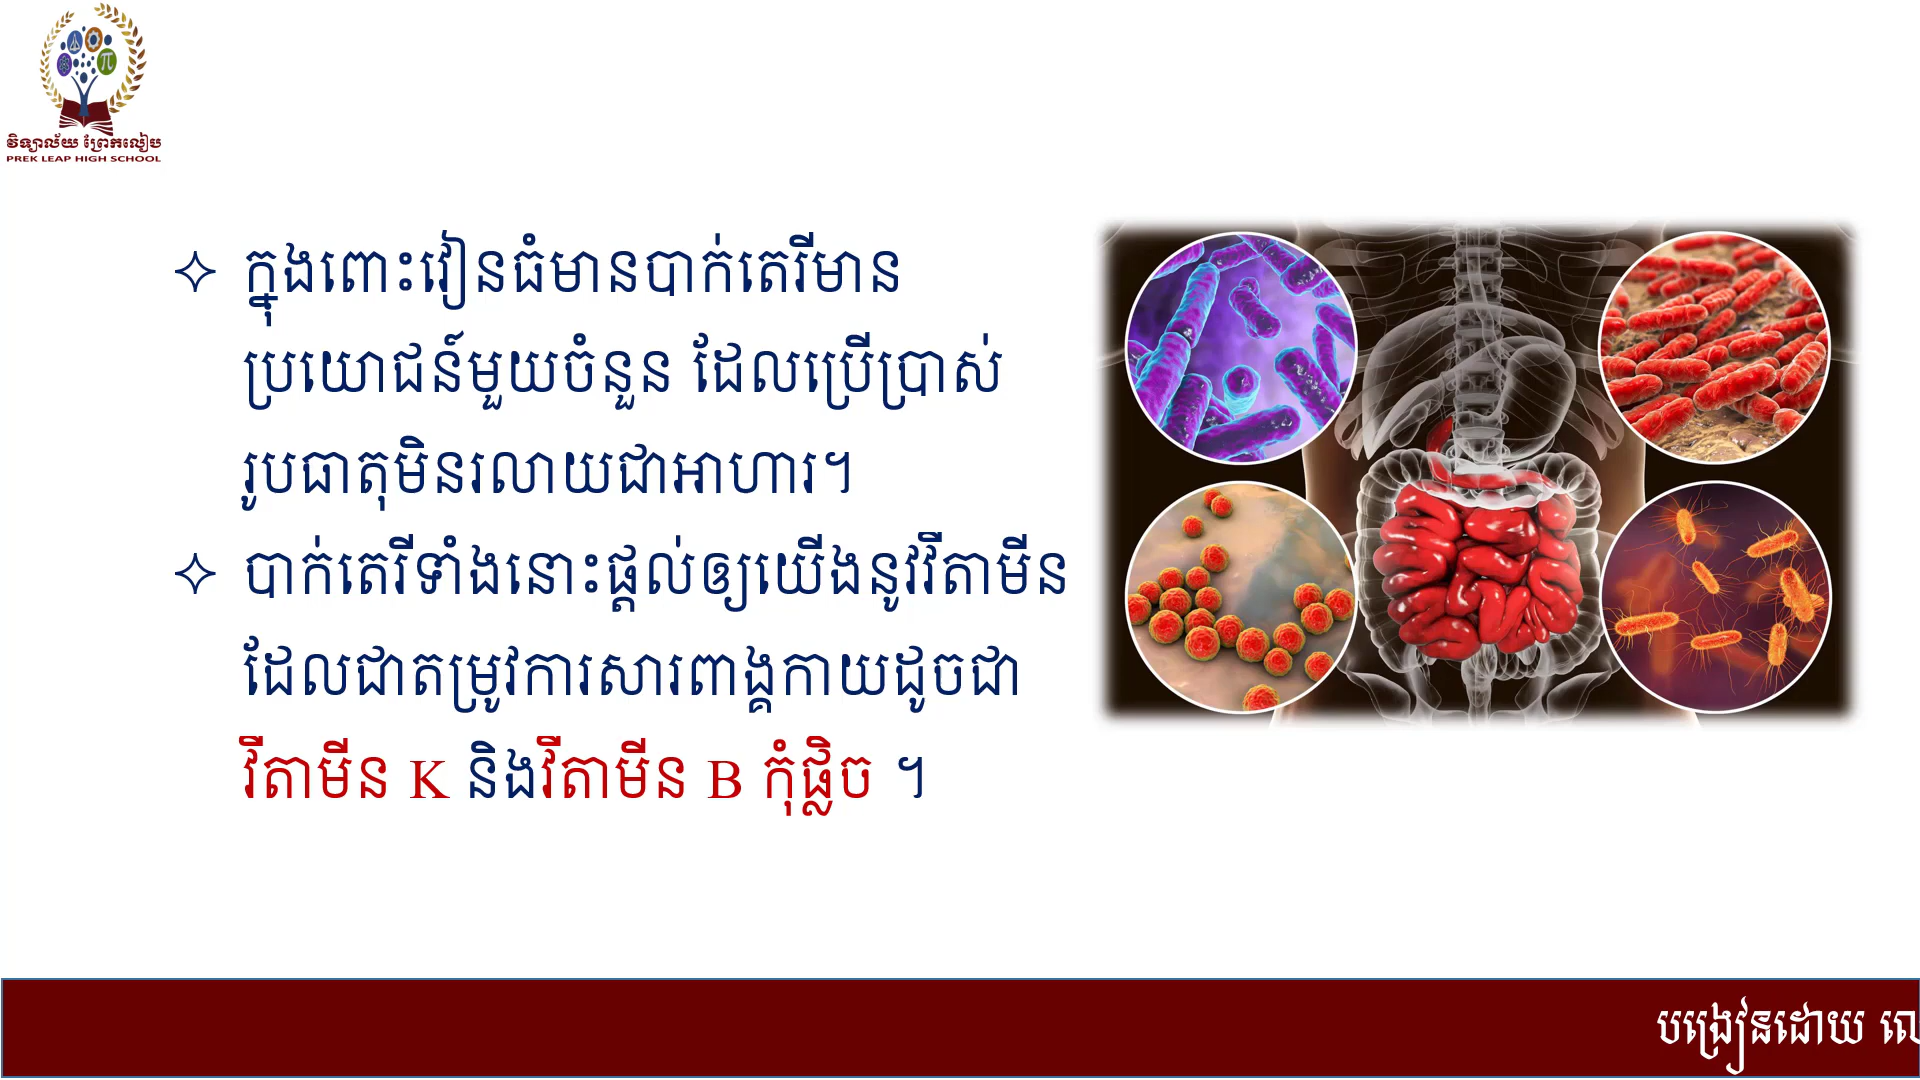 វិទ្យាល័យ ព្រែកលៀប
PREK LEAP HIGH SCHOOL
ក្នុងពោះវៀនធំមានបាក់តេរីមាន
ប្រយោជន៍មួយចំនួន ដែលប្រើប្រាស់
រូបធាតុមិនរលាយជាអាហារ។
បាក់តេរីទាំងនោះផ្តល់ឲ្យយើងនូវវីតាមីន
ដែលជាតម្រូវការសារពាង្គកាយដូចជា
វីតាមីន K និងវីតាមីន B កុំផ្លិច ។
បង្រៀនដោយ